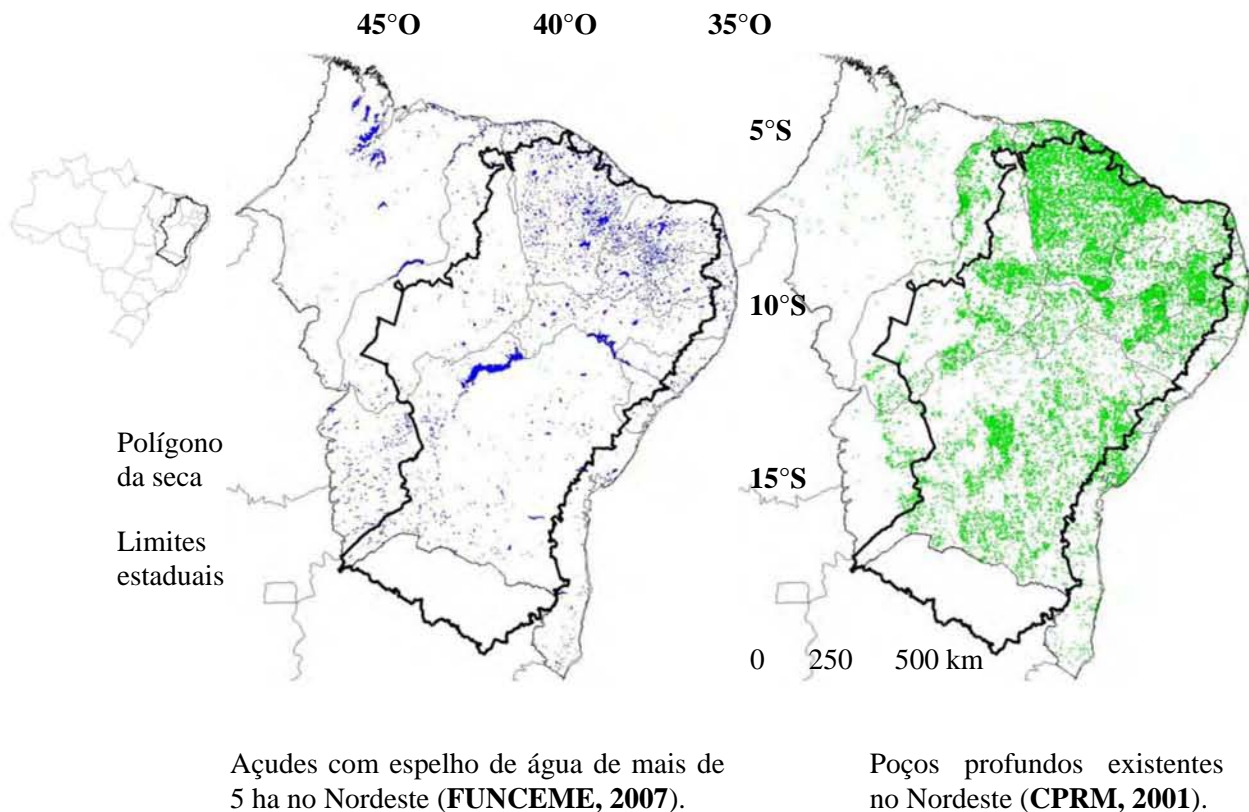 45°O 40°O 35°O
5°S
10°S
Polígono
da seca
15°S
Limites
estaduais
0 250 500 km
Açudes com espelho de água de mais de
5 ha no Nordeste (FUNCEME, 2007).
Poços profundos existentes
no Nordeste (CPRM, 2001).